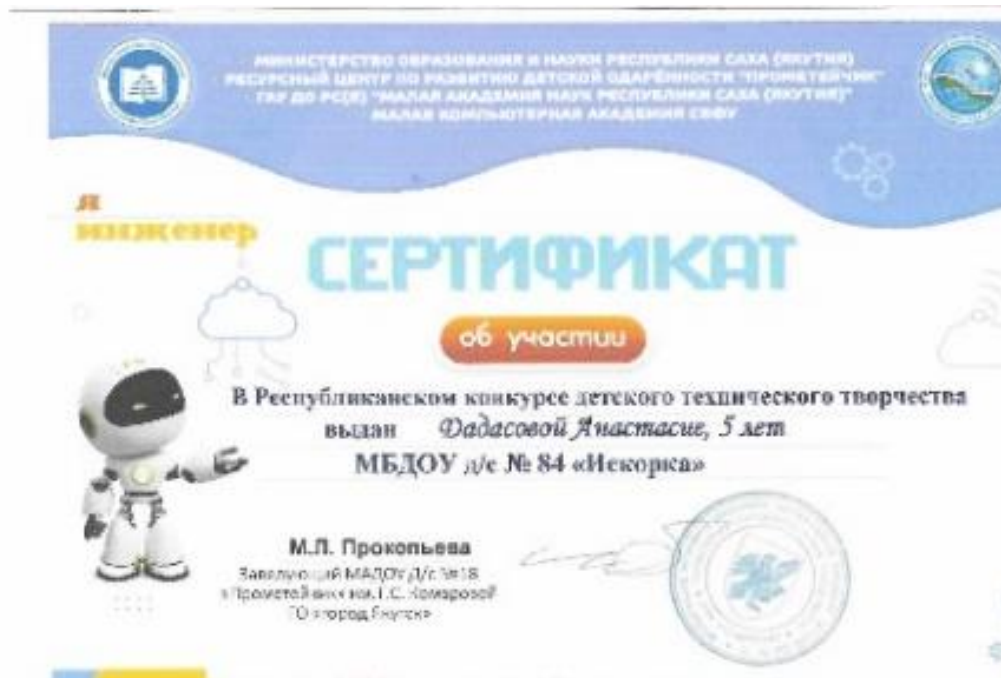 МИНИСТЕРСТВО ОБРАЗОВАНИЯ И НАУКИ РЕСПУБЛИКИ САХА (ЯКУТИЯ)
РЕСУРСНЫЙ ЦЕНТР ПО РАЗВИТИЮ ДЕТСКОЙ ОДАРЁННОСТИ "ПРОМЕТЕЙЧИК"
ГАУ ДО РС(Я) "МАЛАЯ АКАДЕМИЯ НАУК РЕСПУБЛИКИ САХА (ЯКУТИЯ)"
МАЛАЯ КОМПЬЮТЕРНАЯ АКАДЕМИЯ СВФУ
я
инженер
СЕРТИФИКАТ
об участии
В Республиканском конкурсе детского технического творчества
выдан Дадасовой Анастасие, 5 лет
МБДОУ д/с № 84 «Искорка»
М.П. Прокопьева
Заведующий МАДОУ Д/с №18
«Прометейчик» им. Г.С. Комаровой
ГО «город Якутск»